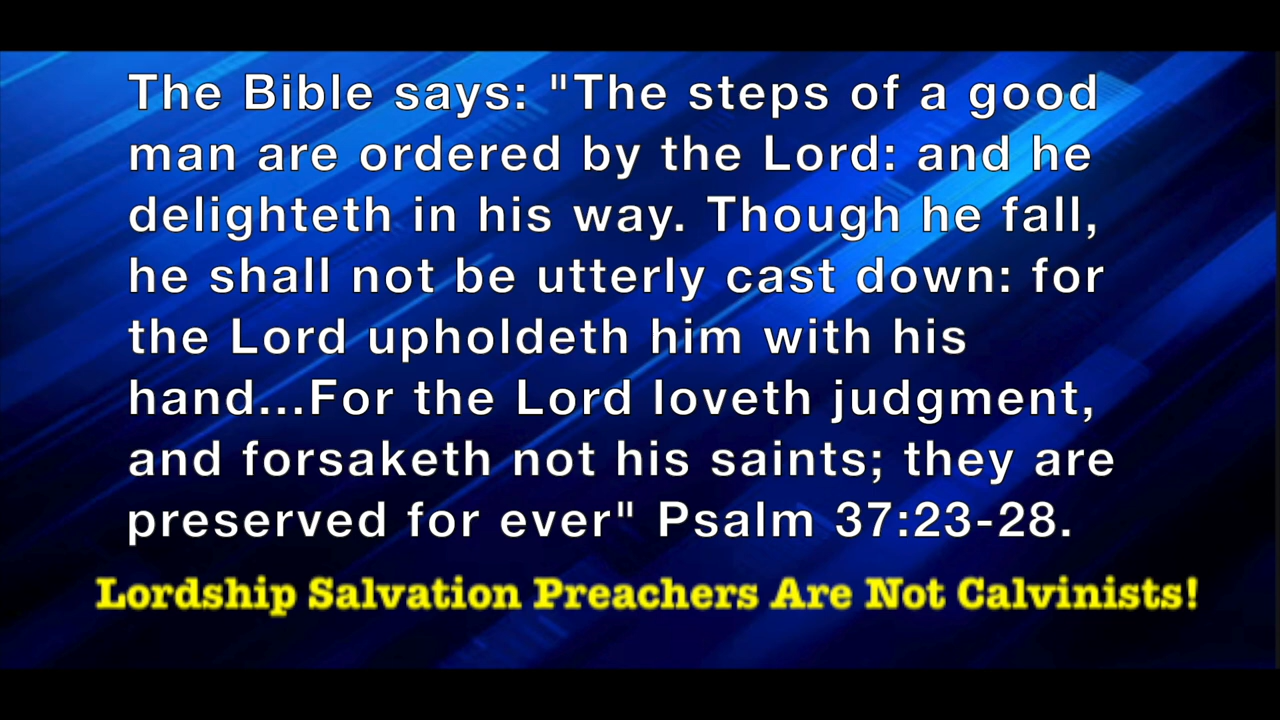 The Bible says: "The steps of a good
man are ordered by the Lord: and he
delighteth in his way. Though he fall,
he shall not be utterly cast down: for
the Lord upholdeth him with his
hand...For the Lord loveth judgment,
and forsaketh not his saints; they are
preserved for ever" Psalm 37:23-28.
Lordship Salvation Preachers Are Not Calvinists!